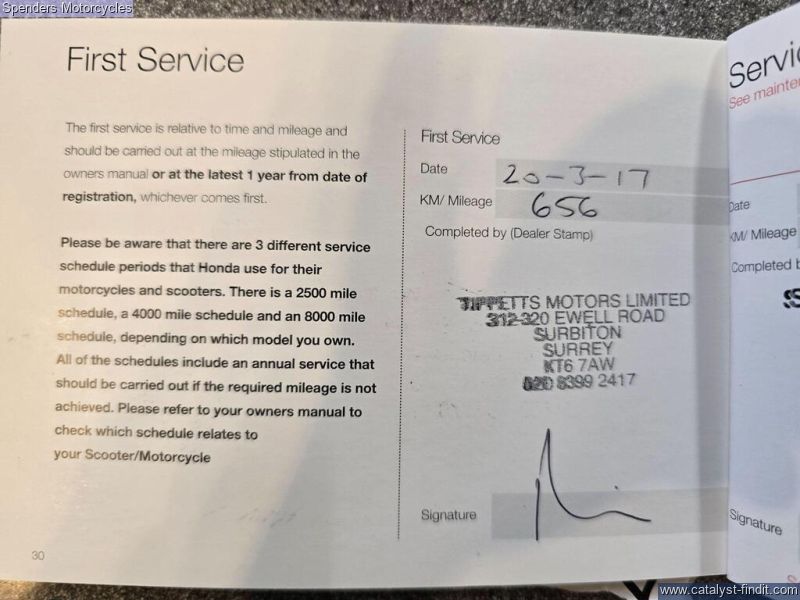 Spenders Motorcycles
First Service
The first service is relative to time and mileage and
should be carried out at the mileage stipulated in the
owners manual or at the latest 1 year from date of
registration, whichever comes first.
Please be aware that there are 3 different service
schedule periods that Honda use for their
motorcycles and scooters. There is a 2500 mile
schedule, a 4000 mile schedule and an 8000 mile
schedule, depending on which model you own.
All of the schedules include an annual service that
should be carried out if the required mileage is not
achieved. Please refer to your owners manual to
check which schedule relates to
your Scooter/Motorcycle
30
First Service
Date 20-3-17
KM/ Mileage 656
Completed by (Dealer Stamp)
TIPPETTS MOTORS LIMITED
312-320 EWELL ROAD
SURBITON
SURREY
KT6 7AW
020 8399 2417
Signature
See
Date
KM/ Mileage
Completed
Signature
www.catalyst-findit.com